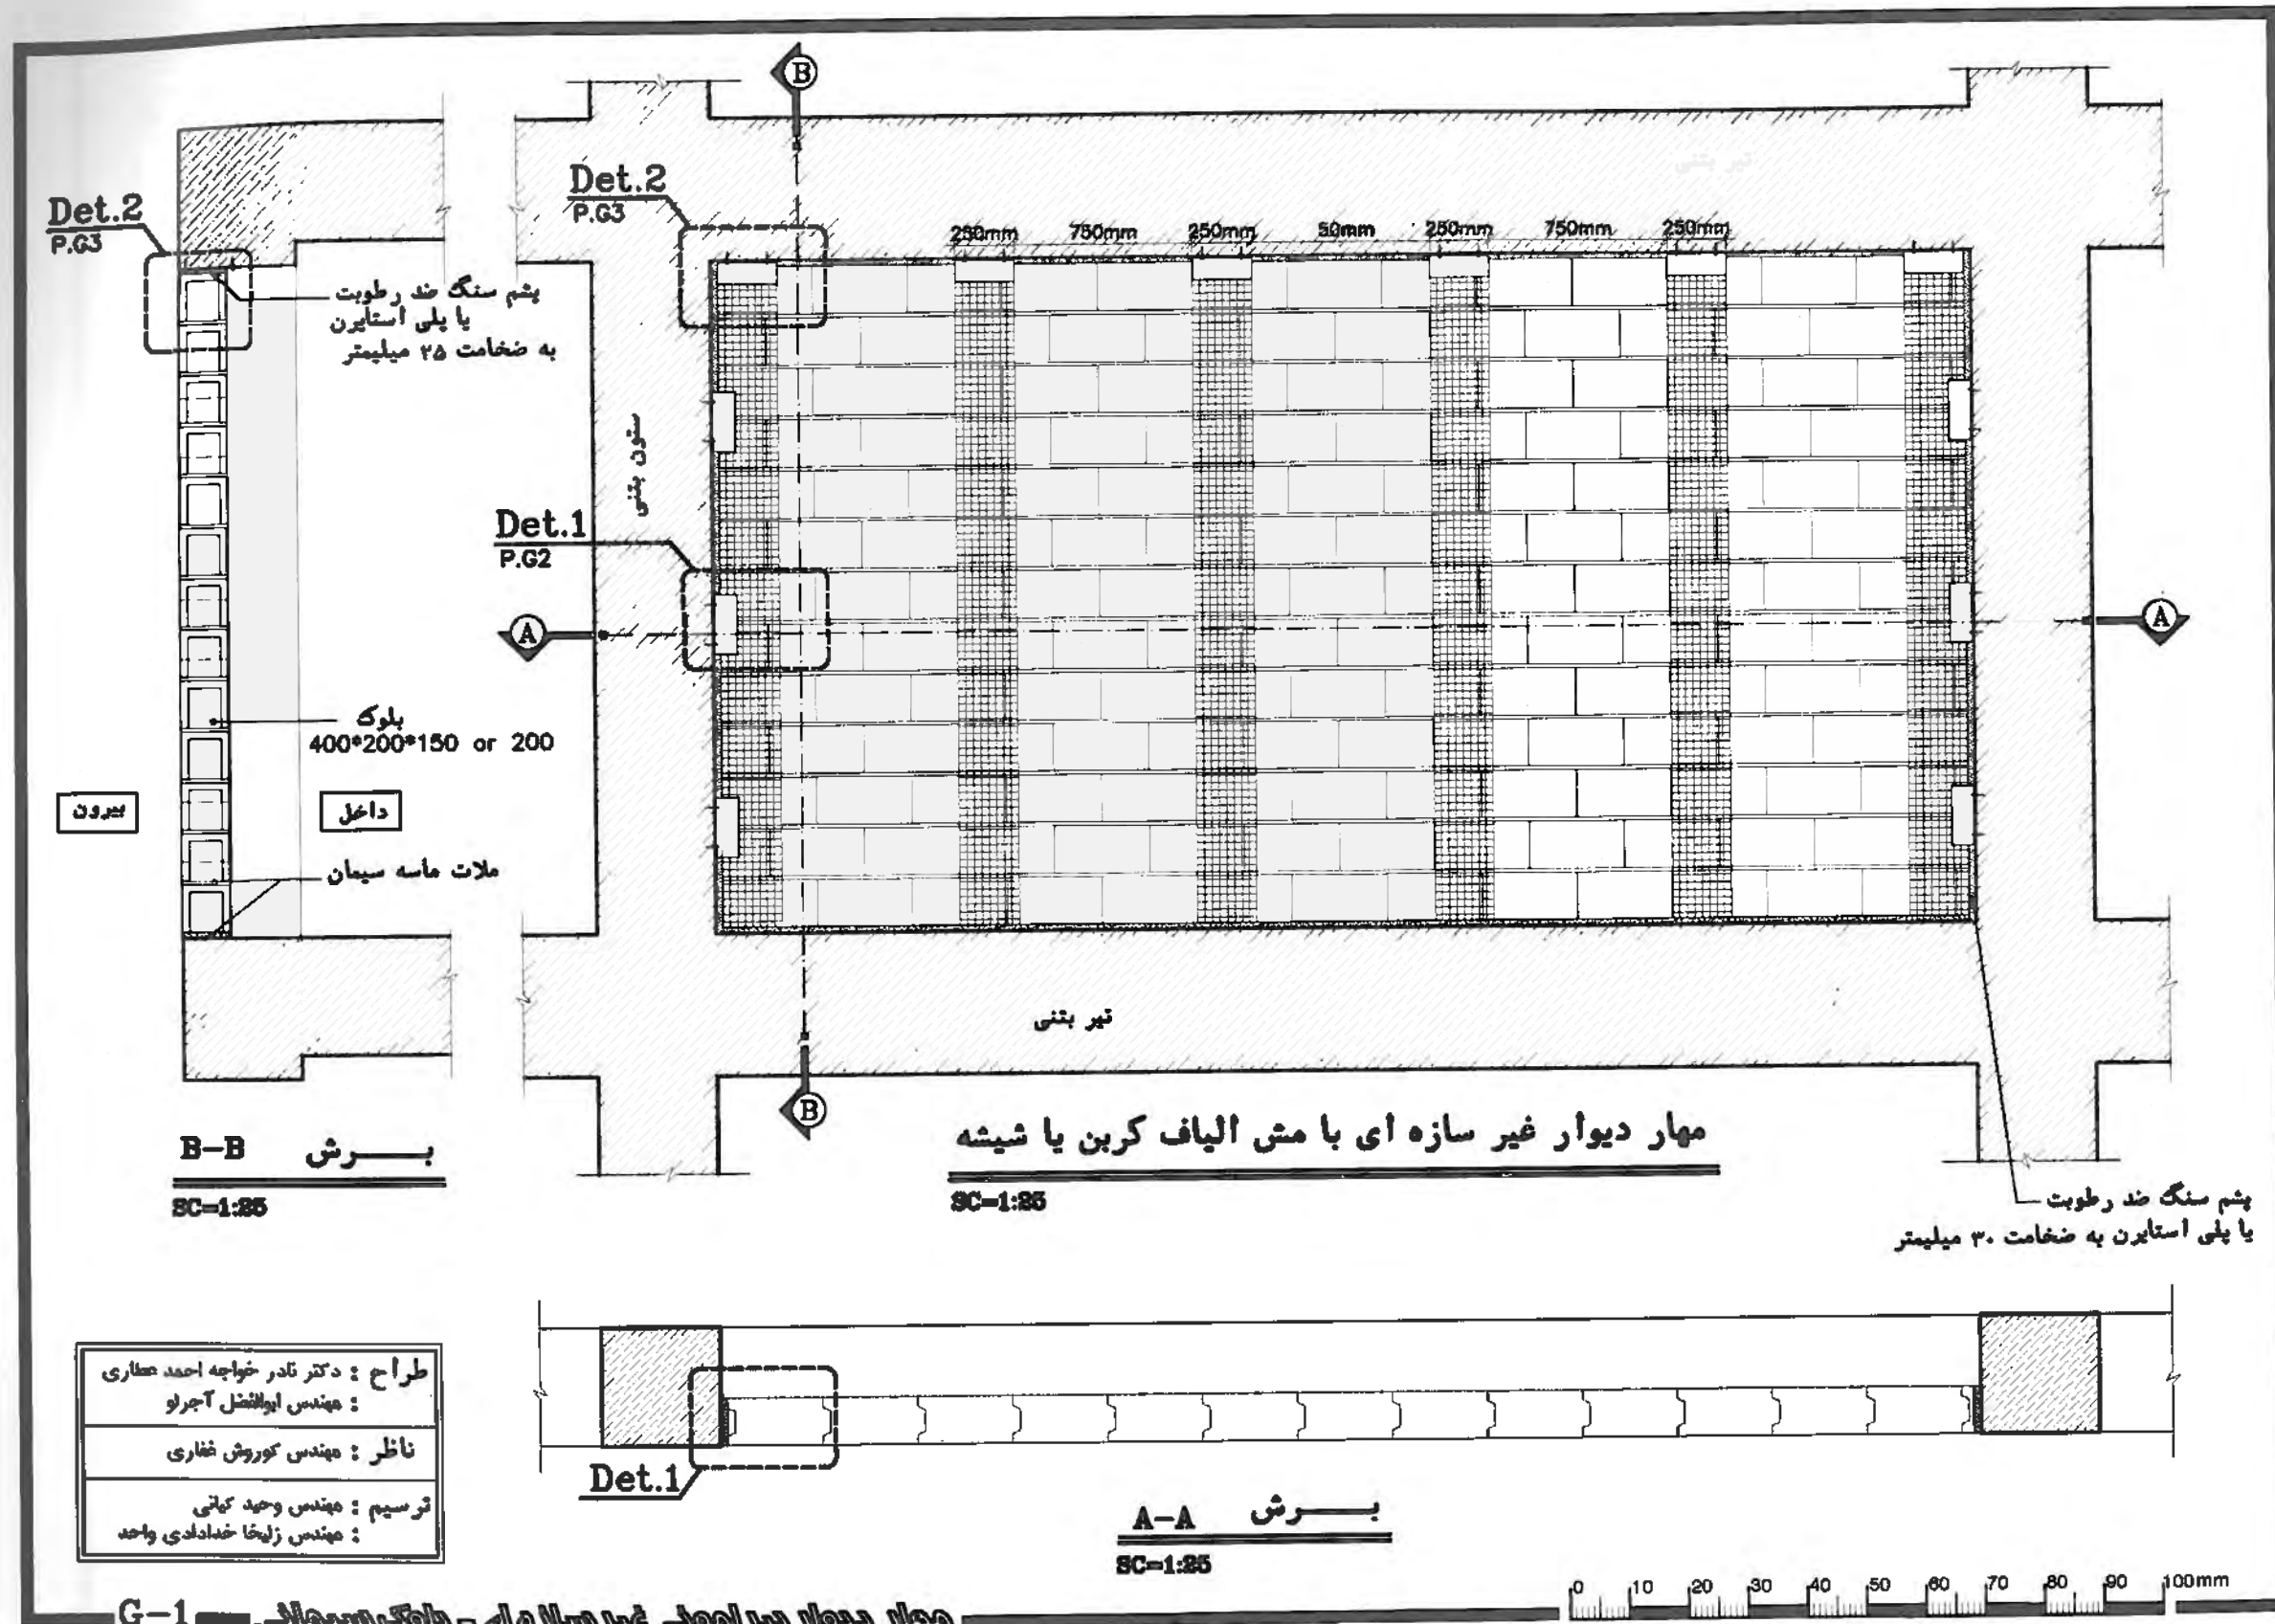 B
Det.2
P.G3
Det.2
P.G3
تیر بتنی
250mm 750mm 250mm 50mm 250mm 750mm 250mm
پشم سنگ ضد رطوبت
یا پلی استایرن
به ضخامت ۲۵ میلیمتر
ستون بتنی
Det.1
P.G2
A
A
بلوک
400*200*150 or 200
بیرون
داخل
ملات ماسه سیمان
تیر بتنی
B
برش B-B
SC=1:25
مهار دیوار غیر سازه ای با مش الیاف کربن یا شیشه
SC=1:25
پشم سنگ ضد رطوبت
یا پلی استایرن به ضخامت ۳۰ میلیمتر
طراح : دکتر نادر خواجه احمد عطاری
: مهندس ابوالفضل آجرلو
ناظر : مهندس کوروش غفاری
ترسیم : مهندس وحید کیانی
: مهندس زلیخا خدادادی واحد
Det.1
برش A-A
SC=1:25
0 10 20 30 40 50 60 70 80 90 100mm
G-1